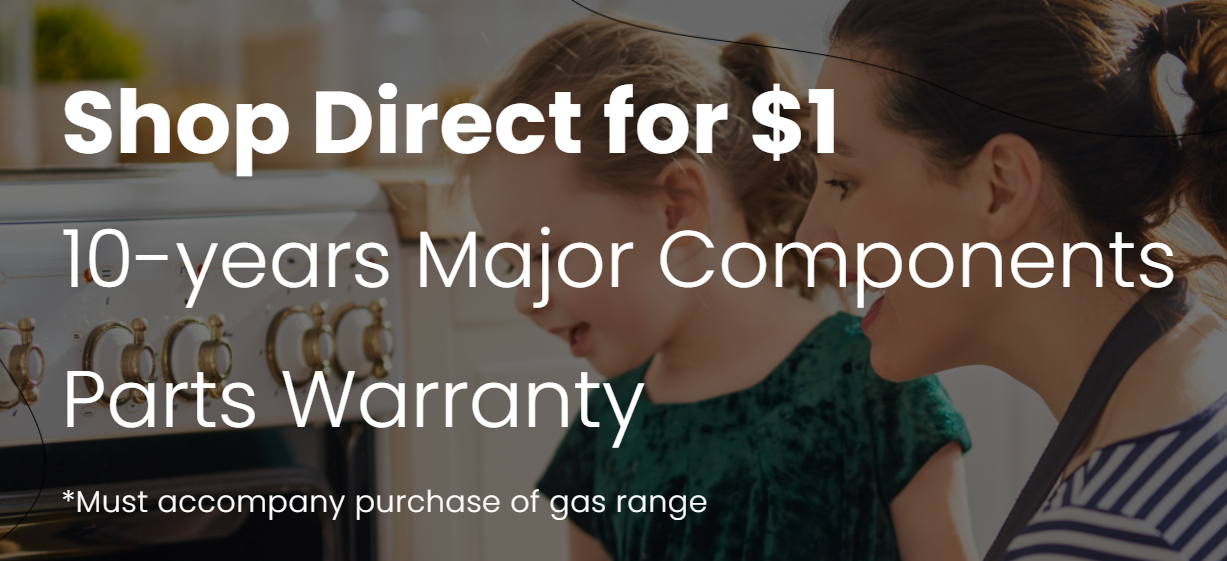 Shop Direct for $1
10-years Major Components
Parts Warranty
*Must accompany purchase of gas range